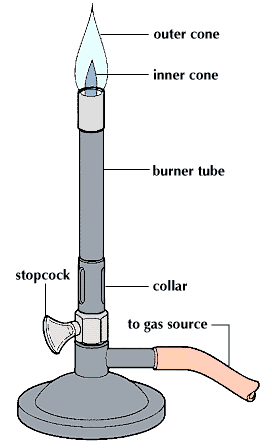 outer cone
inner cone
burner tube
stopcock
collar
to gas source